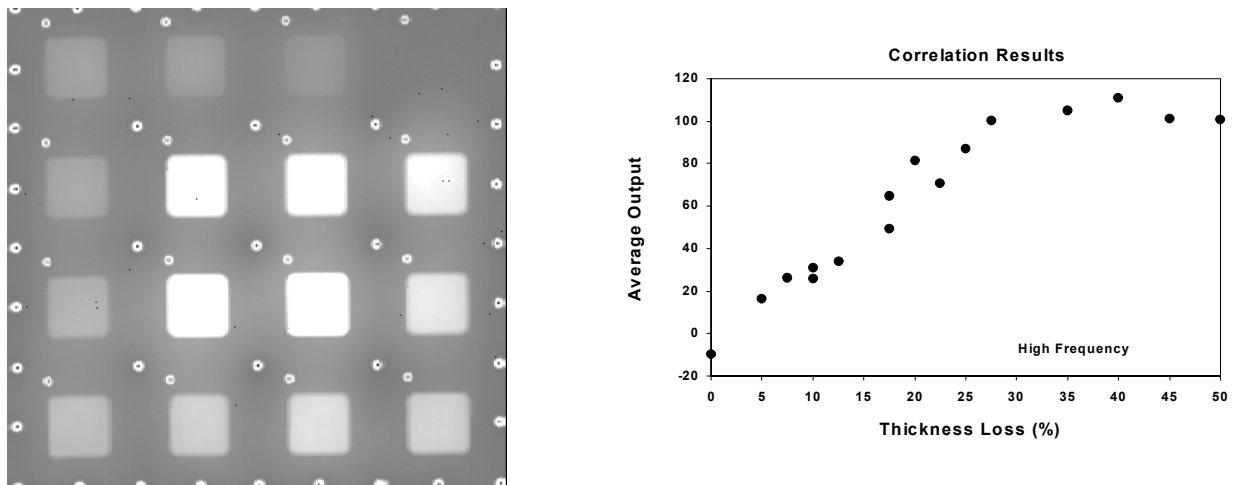 Correlation Results
120
100
80
60
40
20
0
-20
Average Output
High Frequency
0 5 10 15 20 25 30 35 40 45 50
Thickness Loss (%)